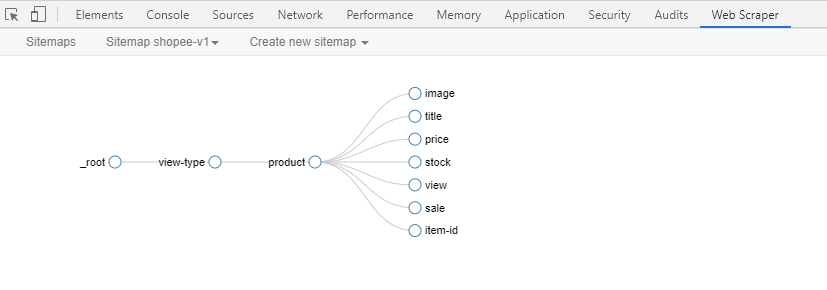 Elements Console Sources Network Performance Memory Application Security Audits Web Scraper
Sitemaps Sitemap shopee-v1 Create new sitemap
image
title
price
_root view-type product stock
view
sale
item-id